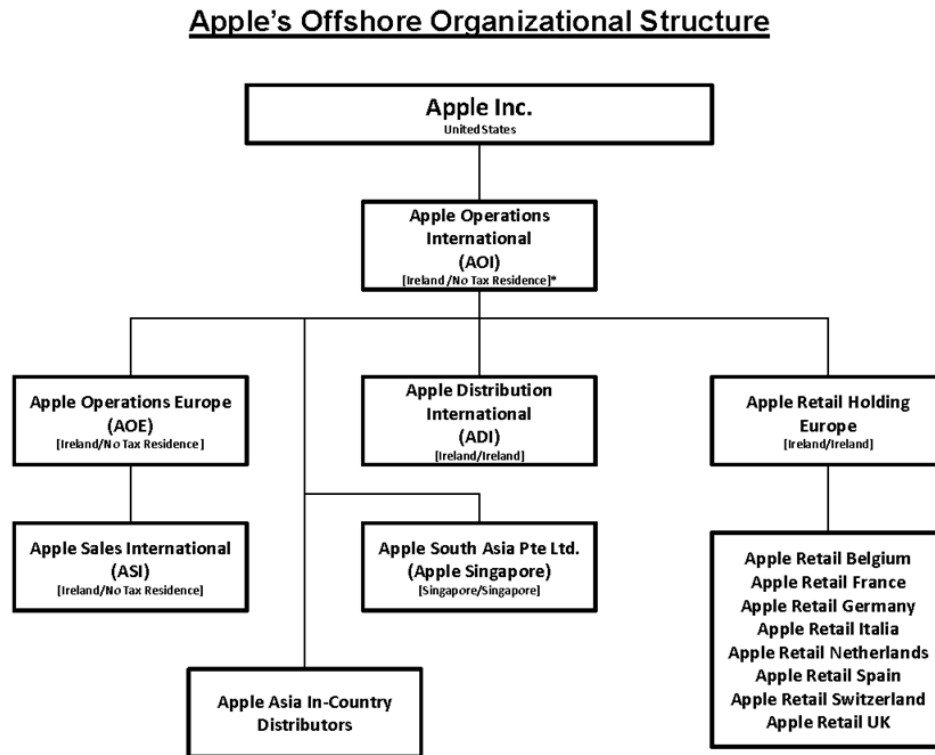 Apple's Offshore Organizational Structure
Apple Inc.
United States
Apple Operations
International
(AOI)
[Ireland/No Tax Residence]*
Apple Operations Europe
(AOE)
[Ireland/No Tax Residence]
Apple Distribution
International
(ADI)
[Ireland/Ireland]
Apple Retail Holding
Europe
[Ireland/Ireland]
Apple Sales International
(ASI)
[Ireland/No Tax Residence]
Apple South Asia Pte Ltd.
(Apple Singapore)
[Singapore/Singapore]
Apple Retail Belgium
Apple Retail France
Apple Retail Germany
Apple Retail Italia
Apple Retail Netherlands
Apple Retail Spain
Apple Retail Switzerland
Apple Retail UK
Apple Asia In-Country
Distributors